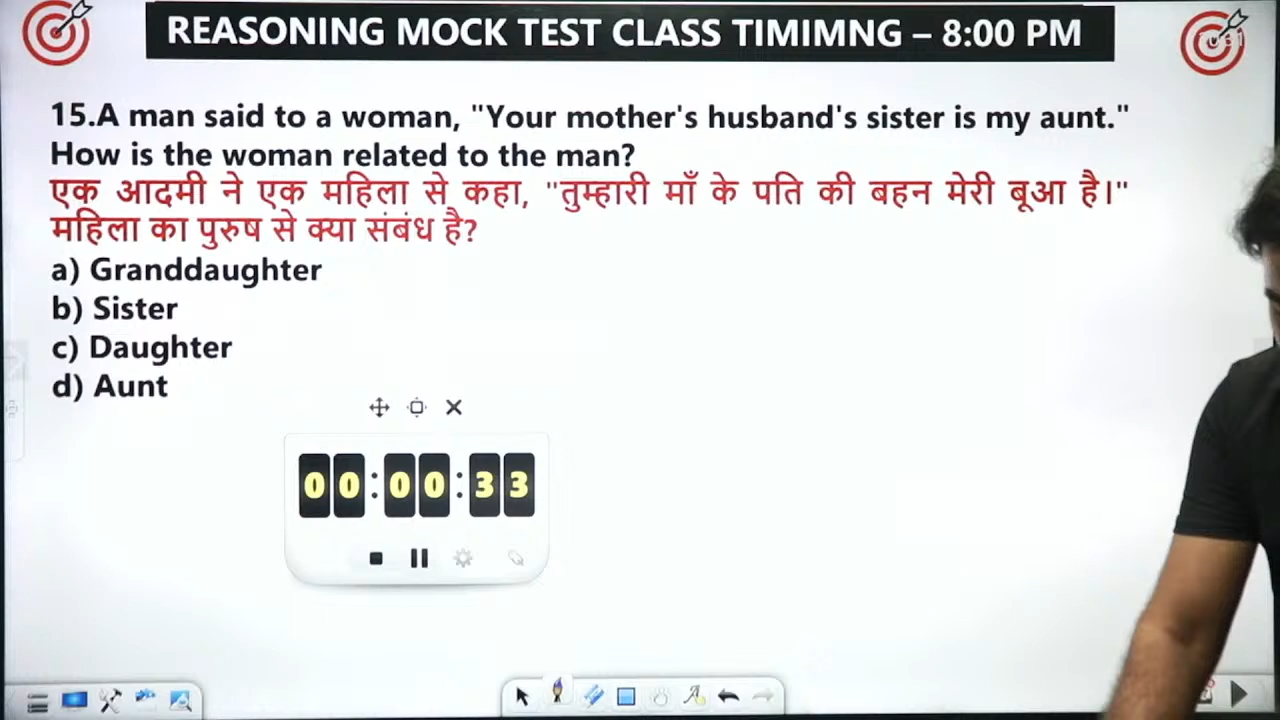 REASONING MOCK TEST CLASS TIMIMNG – 8:00 PM
15.A man said to a woman, "Your mother's husband's sister is my aunt."
How is the woman related to the man?
एक आदमी ने एक महिला से कहा, "तुम्हारी माँ के पति की बहन मेरी बूआ है।"
महिला का पुरुष से क्या संबंध है?
a) Granddaughter
b) Sister
c) Daughter
d) Aunt
00:00:33